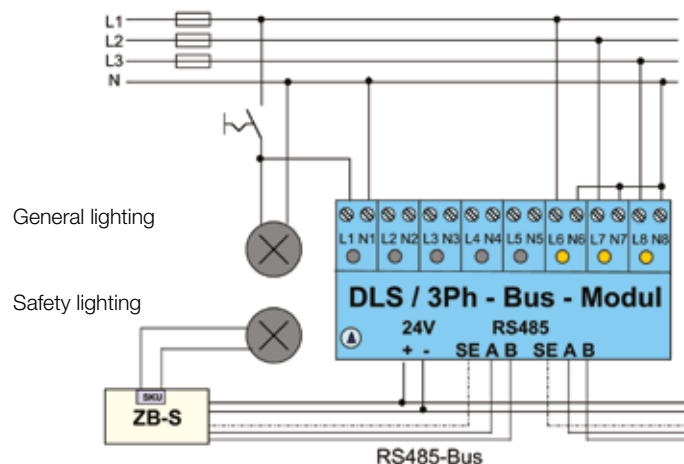 L1
L2
L3
N
General lighting
Safety lighting
L1 N1 L2 N2 L3 N3 L4 N4 L5 N5 L6 N6 L7 N7 L8 N8
DLS / 3Ph - Bus - Modul
24V RS485
+ - SE A B SE A B
SKU
ZB-S
RS485-Bus